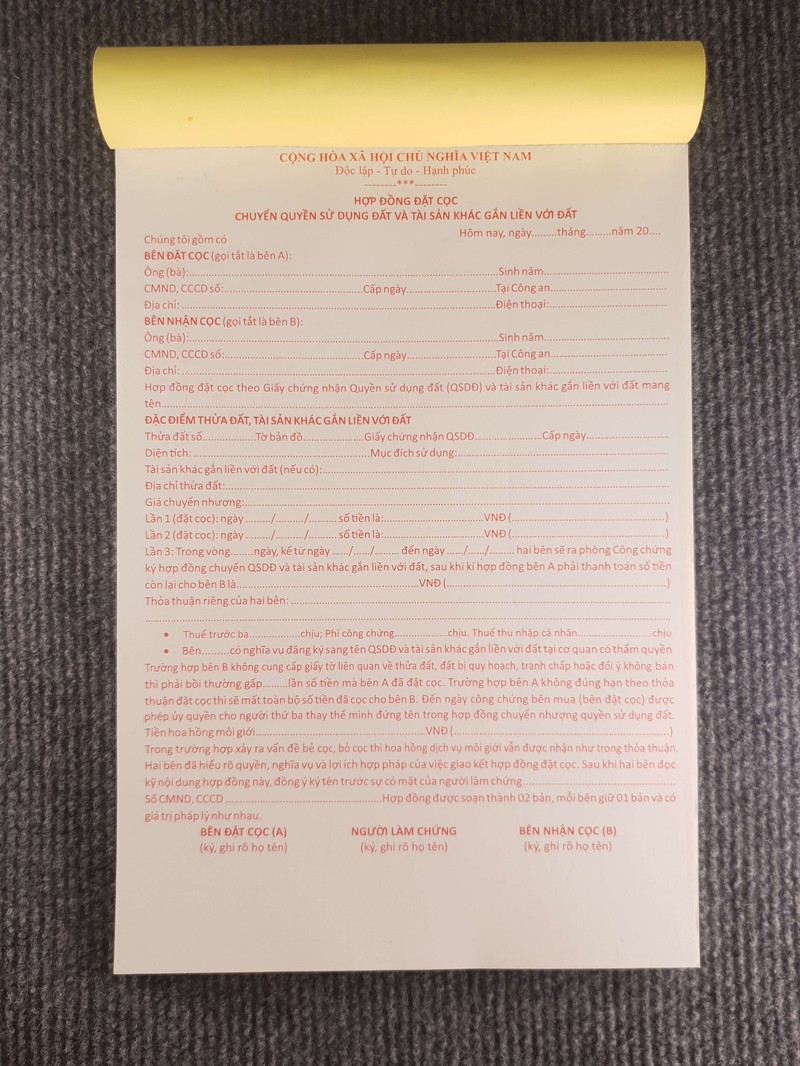 CỘNG HÒA XÃ HỘI CHỦ NGHĨA VIỆT NAM
Độc lập - Tự do - Hạnh phúc
--------***--------
HỢP ĐỒNG ĐẶT CỌC
CHUYỂN QUYỀN SỬ DỤNG ĐẤT VÀ TÀI SẢN KHÁC GẮN LIỀN VỚI ĐẤT
Hôm nay, ngày.........tháng.........năm 20....
Chúng tôi gồm có
BÊN ĐẶT CỌC (gọi tắt là bên A):
Ông (bà):..........Sinh năm..........
CMND, CCCD số:..........Cấp ngày..........Tại Công an..........
Địa chỉ: ..........Điện thoại:..........
BÊN NHẬN CỌC (gọi tắt là bên B):
Ông (bà):..........Sinh năm..........
CMND, CCCD số:..........Cấp ngày..........Tại Công an..........
Địa chỉ: ..........Điện thoại:..........
Hợp đồng đặt cọc theo Giấy chứng nhận Quyền sử dụng đất (QSDĐ) và tài sản khác gắn liền với đất mang
tên..........
ĐẶC ĐIỂM THỬA ĐẤT, TÀI SẢN KHÁC GẮN LIỀN VỚI ĐẤT
Thửa đất số..........Tờ bản đồ..........Giấy chứng nhận QSDĐ..........Cấp ngày..........
Diện tích: ..........Mục đích sử dụng:..........
Tài sản khác gắn liền với đất (nếu có):..........
Địa chỉ thửa đất:..........
Giá chuyển nhượng:..........
Lần 1 (đặt cọc): ngày ........./........../......... số tiền là:..........VNĐ (..........)
Lần 2 (đặt cọc): ngày ........./........../......... số tiền là:..........VNĐ (..........)
Lần 3: Trong vòng........ngày, kể từ ngày ....../....../........ đến ngày ....../....../........ hai bên sẽ ra phòng Công chứng
ký hợp đồng chuyển QSDĐ và tài sản khác gắn liền với đất, sau khi kí hợp đồng bên A phải thanh toán số tiền
còn lại cho bên B là..........VNĐ (..........)
Thỏa thuận riêng của hai bên: ..........
..........
• Thuế trước bạ..........chịu; Phí công chứng..........chịu. Thuế thu nhập cá nhân..........chịu
• Bên.........có nghĩa vụ đăng ký sang tên QSDĐ và tài sản khác gắn liền với đất tại cơ quan có thẩm quyền
Trường hợp bên B không cung cấp giấy tờ liên quan về thửa đất, đất bị quy hoạch, tranh chấp hoặc đổi ý không bán
thì phải bồi thường gấp.........lần số tiền mà bên A đã đặt cọc. Trường hợp bên A không đúng hạn theo thỏa
thuận đặt cọc thì sẽ mất toàn bộ số tiền đã cọc cho bên B. Đến ngày công chứng bên mua (bên đặt cọc) được
phép ủy quyền cho người thứ ba thay thế mình đứng tên trong hợp đồng chuyển nhượng quyền sử dụng đất.
Tiền hoa hồng môi giới..........VNĐ (..........)
Trong trường hợp xảy ra vấn đề bẻ cọc, bỏ cọc thì hoa hồng dịch vụ môi giới vẫn được nhận như trong thỏa thuận.
Hai bên đã hiểu rõ quyền, nghĩa vụ và lợi ích hợp pháp của việc giao kết hợp đồng đặt cọc. Sau khi hai bên đọc
kỹ nội dung hợp đồng này, đồng ý ký tên trước sự có mặt của người làm chứng..........
Số CMND, CCCD ..........Hợp đồng được soạn thành 02 bản, mỗi bên giữ 01 bản và có
giá trị pháp lý như nhau.
BÊN ĐẶT CỌC (A) NGƯỜI LÀM CHỨNG BÊN NHẬN CỌC (B)
(ký, ghi rõ họ tên) (ký, ghi rõ họ tên) (ký, ghi rõ họ tên)